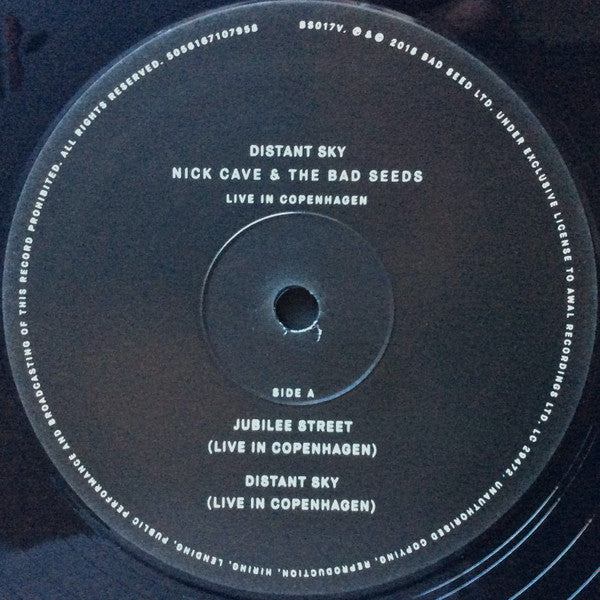 BS017V. ℗ & © 2018 BAD SEED LTD. UNDER EXCLUSIVE LICENSE TO AWAL RECORDINGS LTD. LC 29472. UNAUTHORISED COPYING, REPRODUCTION, HIRING, LENDING, PUBLIC PERFORMANCE AND BROADCASTING OF THIS RECORD PROHIBITED. ALL RIGHTS RESERVED. 5056167107958
DISTANT SKY
NICK CAVE & THE BAD SEEDS
LIVE IN COPENHAGEN
SIDE A
JUBILEE STREET
(LIVE IN COPENHAGEN)
DISTANT SKY
(LIVE IN COPENHAGEN)